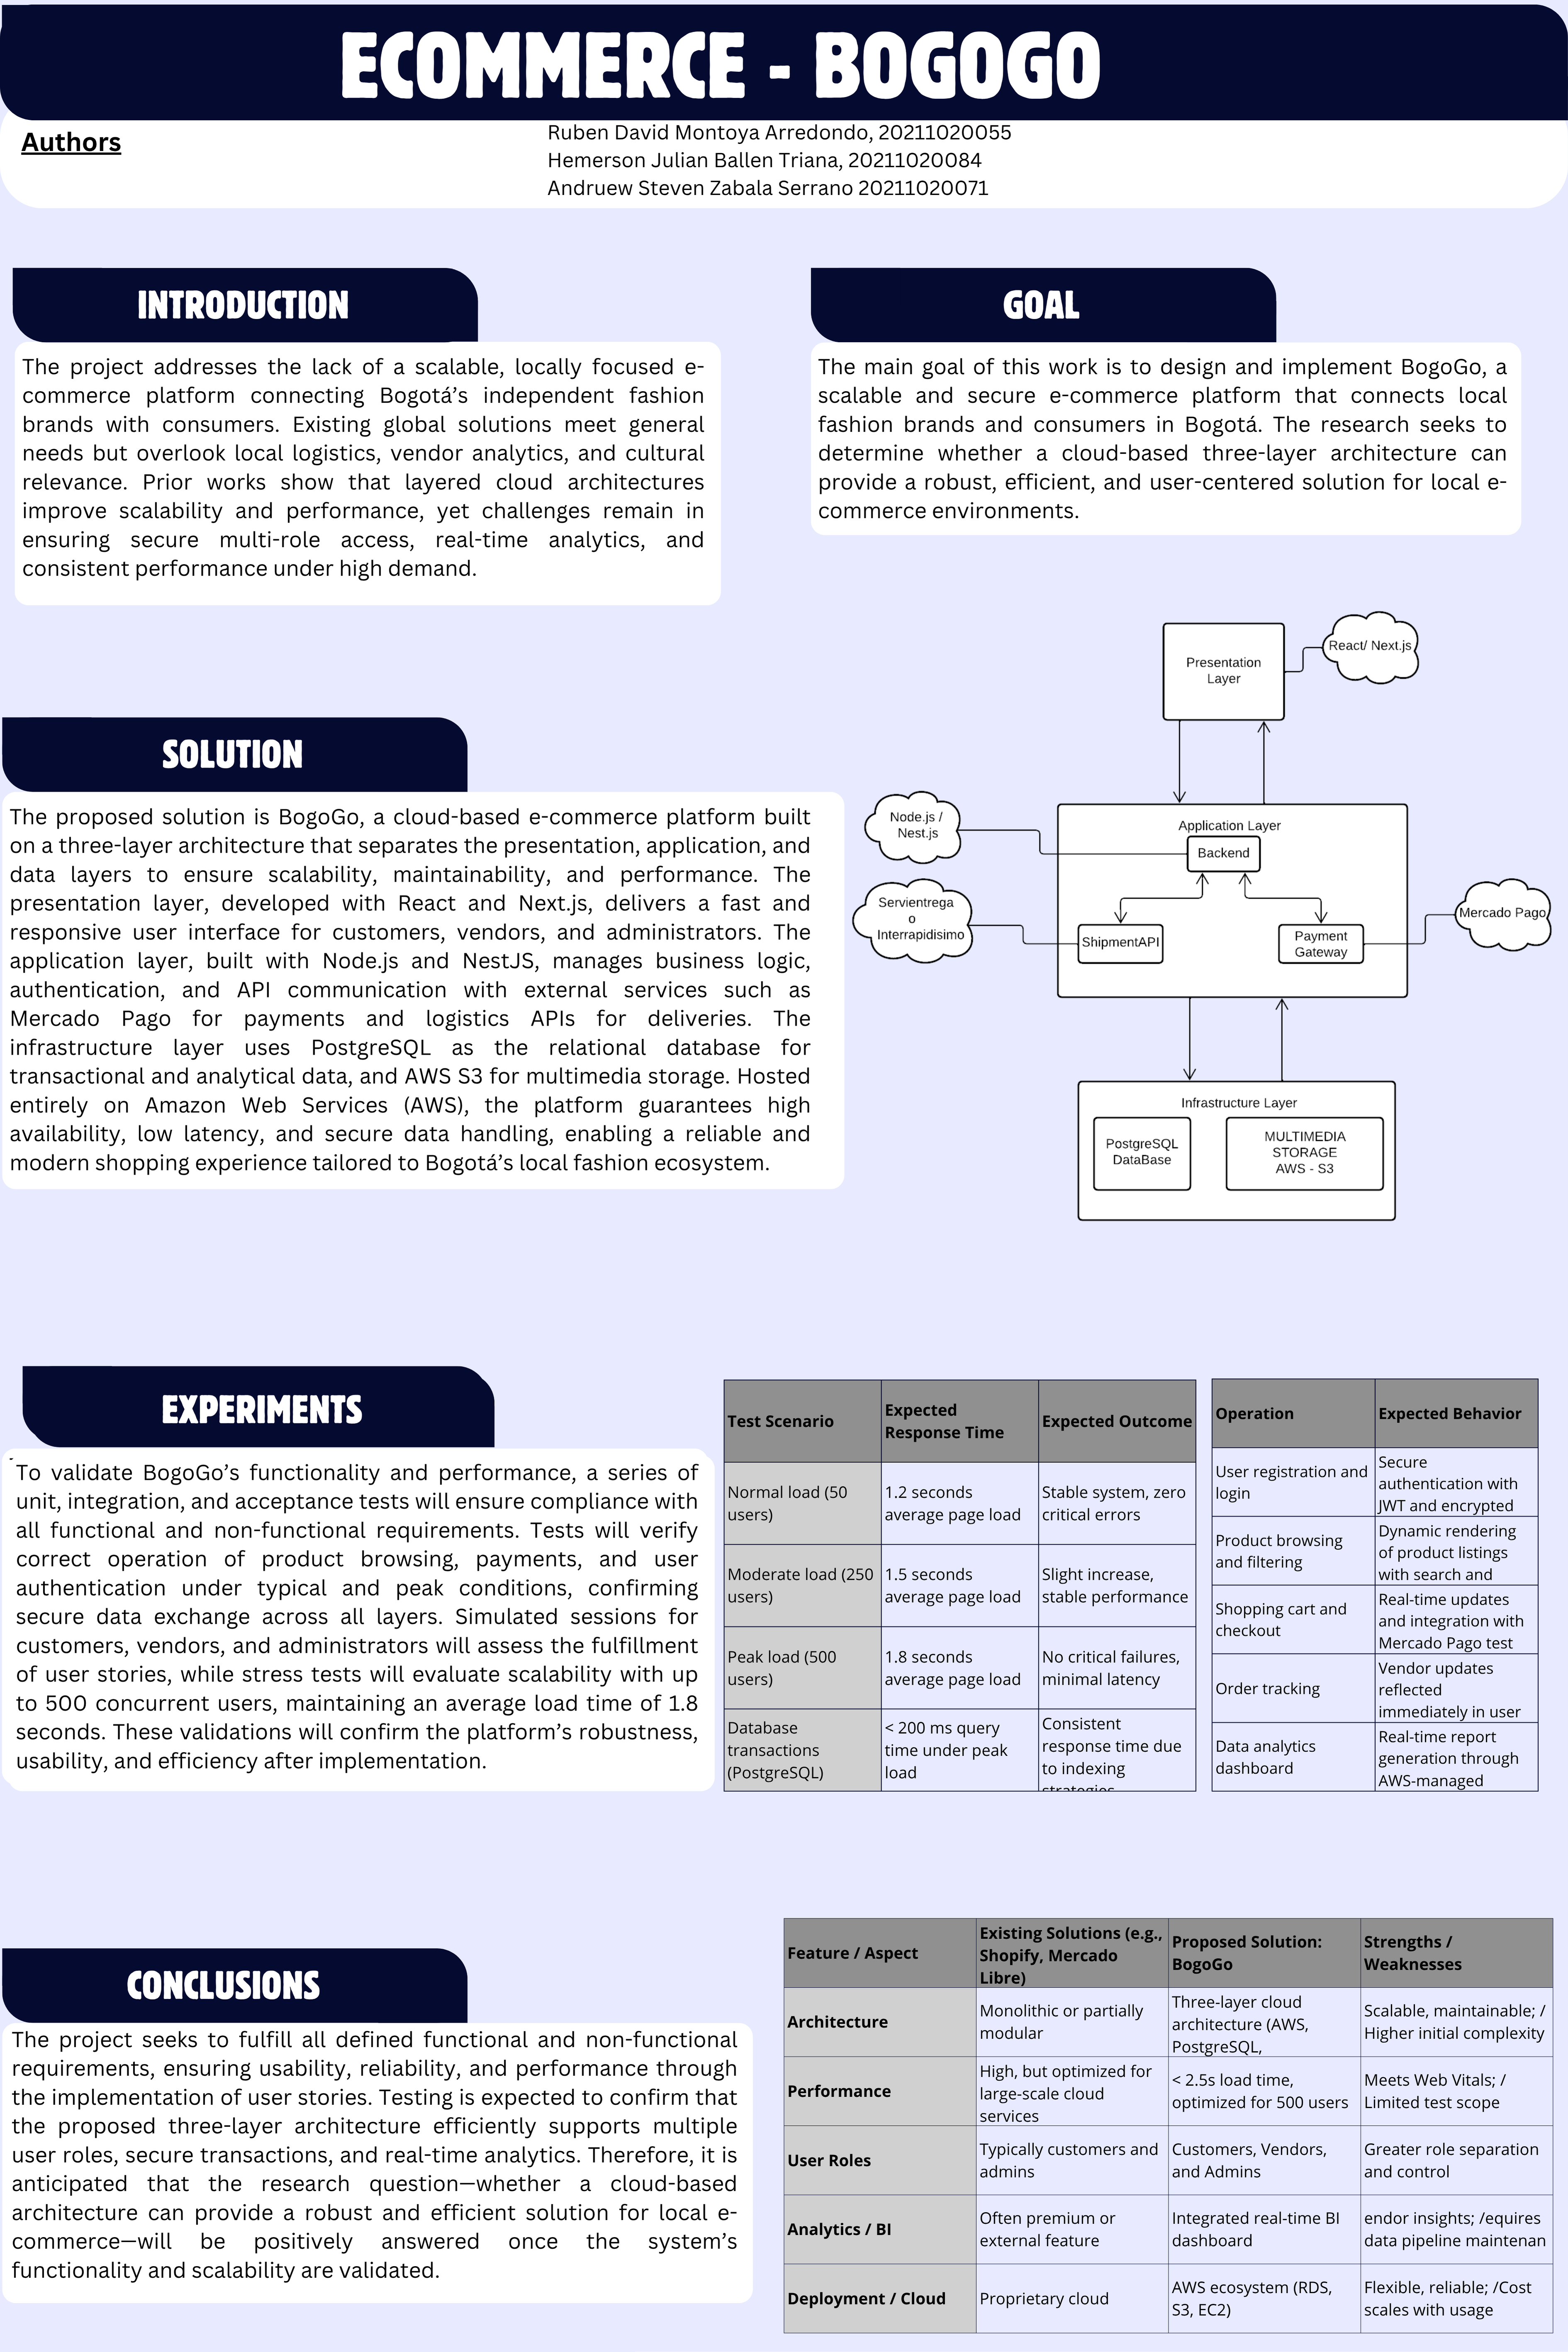 ECOMMERCE - BOGOGO
Authors
Ruben David Montoya Arredondo, 20211020055
Hemerson Julian Ballen Triana, 20211020084
Andruew Steven Zabala Serrano 20211020071
INTRODUCTION
The project addresses the lack of a scalable, locally focused e-
commerce platform connecting Bogotá’s independent fashion
brands with consumers. Existing global solutions meet general
needs but overlook local logistics, vendor analytics, and cultural
relevance. Prior works show that layered cloud architectures
improve scalability and performance, yet challenges remain in
ensuring secure multi-role access, real-time analytics, and
consistent performance under high demand.
GOAL
The main goal of this work is to design and implement BogoGo, a
scalable and secure e-commerce platform that connects local
fashion brands and consumers in Bogotá. The research seeks to
determine whether a cloud-based three-layer architecture can
provide a robust, efficient, and user-centered solution for local e-
commerce environments.
SOLUTION
The proposed solution is BogoGo, a cloud-based e-commerce platform built
on a three-layer architecture that separates the presentation, application, and
data layers to ensure scalability, maintainability, and performance. The
presentation layer, developed with React and Next.js, delivers a fast and
responsive user interface for customers, vendors, and administrators. The
application layer, built with Node.js and NestJS, manages business logic,
authentication, and API communication with external services such as
Mercado Pago for payments and logistics APIs for deliveries. The
infrastructure layer uses PostgreSQL as the relational database for
transactional and analytical data, and AWS S3 for multimedia storage. Hosted
entirely on Amazon Web Services (AWS), the platform guarantees high
availability, low latency, and secure data handling, enabling a reliable and
modern shopping experience tailored to Bogotá’s local fashion ecosystem.
Presentation
Layer
React/ Next.js
Node.js /
Nest.js
Application Layer
Backend
Servientrega
o
Interrapidisimo
ShipmentAPI
Payment
Gateway
Mercado Pago
Infrastructure Layer
PostgreSQL
DataBase
MULTIMEDIA
STORAGE
AWS - S3
EXPERIMENTS
To validate BogoGo’s functionality and performance, a series of
unit, integration, and acceptance tests will ensure compliance with
all functional and non-functional requirements. Tests will verify
correct operation of product browsing, payments, and user
authentication under typical and peak conditions, confirming
secure data exchange across all layers. Simulated sessions for
customers, vendors, and administrators will assess the fulfillment
of user stories, while stress tests will evaluate scalability with up
to 500 concurrent users, maintaining an average load time of 1.8
seconds. These validations will confirm the platform’s robustness,
usability, and efficiency after implementation.
Test Scenario
Expected
Response Time
Expected Outcome
Normal load (50
users)
1.2 seconds
average page load
Stable system, zero
critical errors
Moderate load (250
users)
1.5 seconds
average page load
Slight increase,
stable performance
Peak load (500
users)
1.8 seconds
average page load
No critical failures,
minimal latency
Database
transactions
(PostgreSQL)
< 200 ms query
time under peak
load
Consistent
response time due
to indexing
strategies
Operation
Expected Behavior
User registration and
login
Secure
authentication with
JWT and encrypted
Product browsing
and filtering
Dynamic rendering
of product listings
with search and
Shopping cart and
checkout
Real-time updates
and integration with
Mercado Pago test
Order tracking
Vendor updates
reflected
immediately in user
Data analytics
dashboard
Real-time report
generation through
AWS-managed
CONCLUSIONS
The project seeks to fulfill all defined functional and non-functional
requirements, ensuring usability, reliability, and performance through
the implementation of user stories. Testing is expected to confirm that
the proposed three-layer architecture efficiently supports multiple
user roles, secure transactions, and real-time analytics. Therefore, it is
anticipated that the research question—whether a cloud-based
architecture can provide a robust and efficient solution for local e-
commerce—will be positively answered once the system’s
functionality and scalability are validated.
Feature / Aspect
Existing Solutions (e.g.,
Shopify, Mercado
Libre)
Proposed Solution:
BogoGo
Strengths /
Weaknesses
Architecture
Monolithic or partially
modular
Three-layer cloud
architecture (AWS,
PostgreSQL,
Scalable, maintainable; /
Higher initial complexity
Performance
High, but optimized for
large-scale cloud
services
< 2.5s load time,
optimized for 500 users
Meets Web Vitals; /
Limited test scope
User Roles
Typically customers and
admins
Customers, Vendors,
and Admins
Greater role separation
and control
Analytics / BI
Often premium or
external feature
Integrated real-time BI
dashboard
endor insights; /equires
data pipeline maintenan
Deployment / Cloud
Proprietary cloud
AWS ecosystem (RDS,
S3, EC2)
Flexible, reliable; /Cost
scales with usage